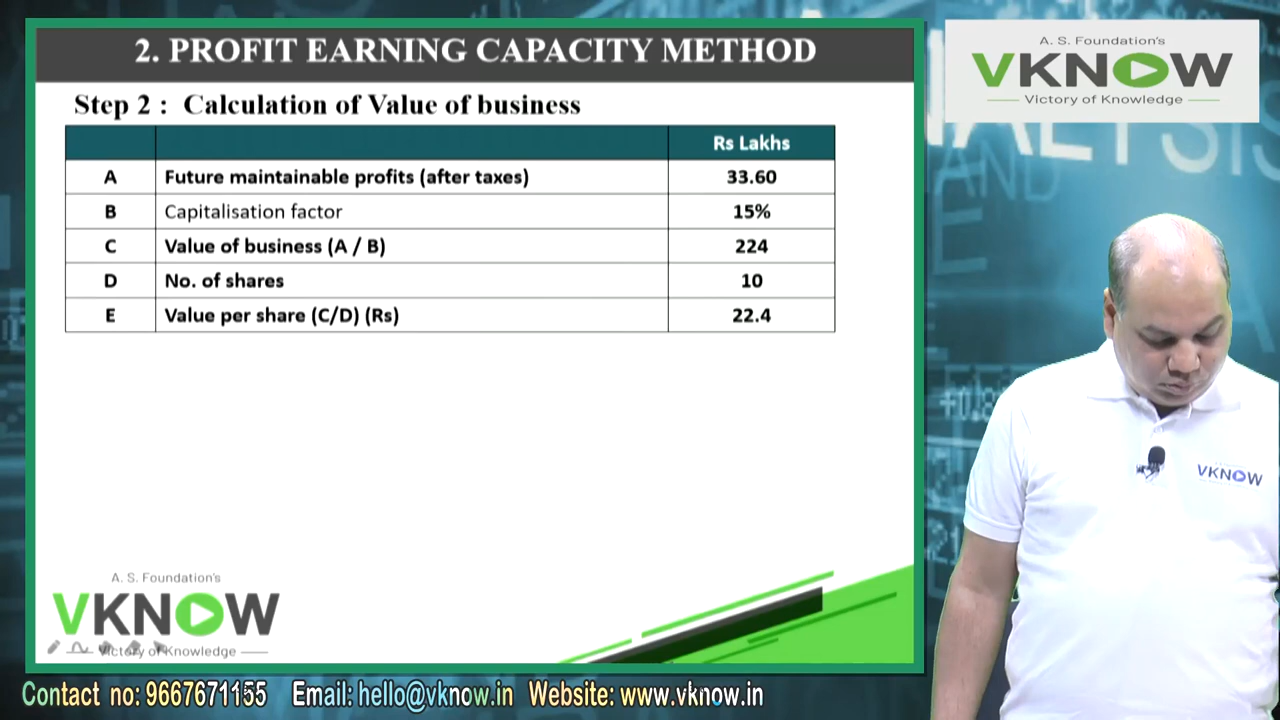 2. PROFIT EARNING CAPACITY METHOD
Step 2 : Calculation of Value of business
Rs Lakhs
A Future maintainable profits (after taxes) 33.60
B Capitalisation factor 15%
C Value of business (A / B) 224
D No. of shares 10
E Value per share (C/D) (Rs) 22.4
A. S. Foundation's
VKNOW
Victory of Knowledge
A. S. Foundation's
VKNOW
Victory of Knowledge
VKNOW
Contact no: 9667671155 Email: hello@vknow.in Website: www.vknow.in